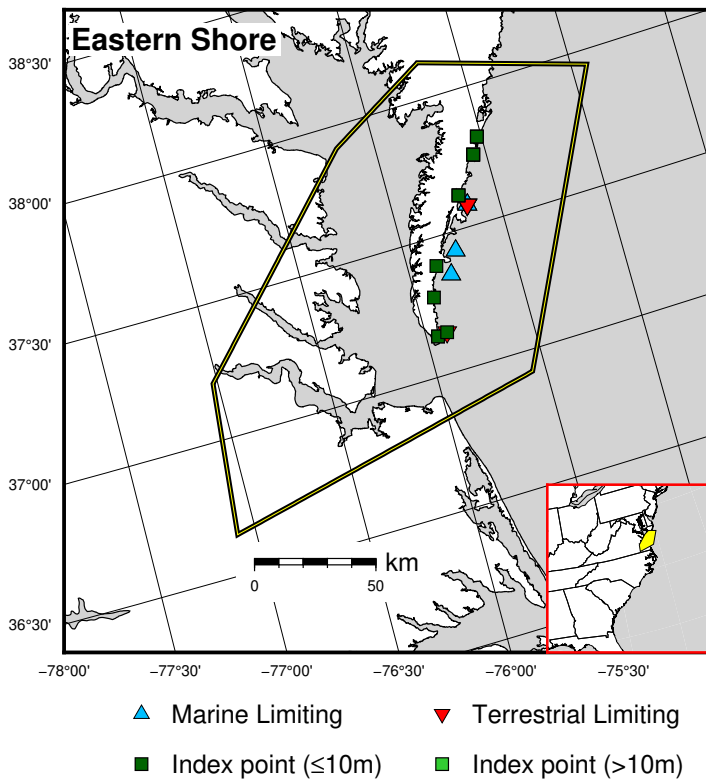 Eastern Shore
38°30'
38°00'
37°30'
37°00'
36°30'
km
0 50
−78°00' −77°30' −77°00' −76°30' −76°00' −75°30'
Marine Limiting Terrestrial Limiting
Index point (≤10m) Index point (>10m)